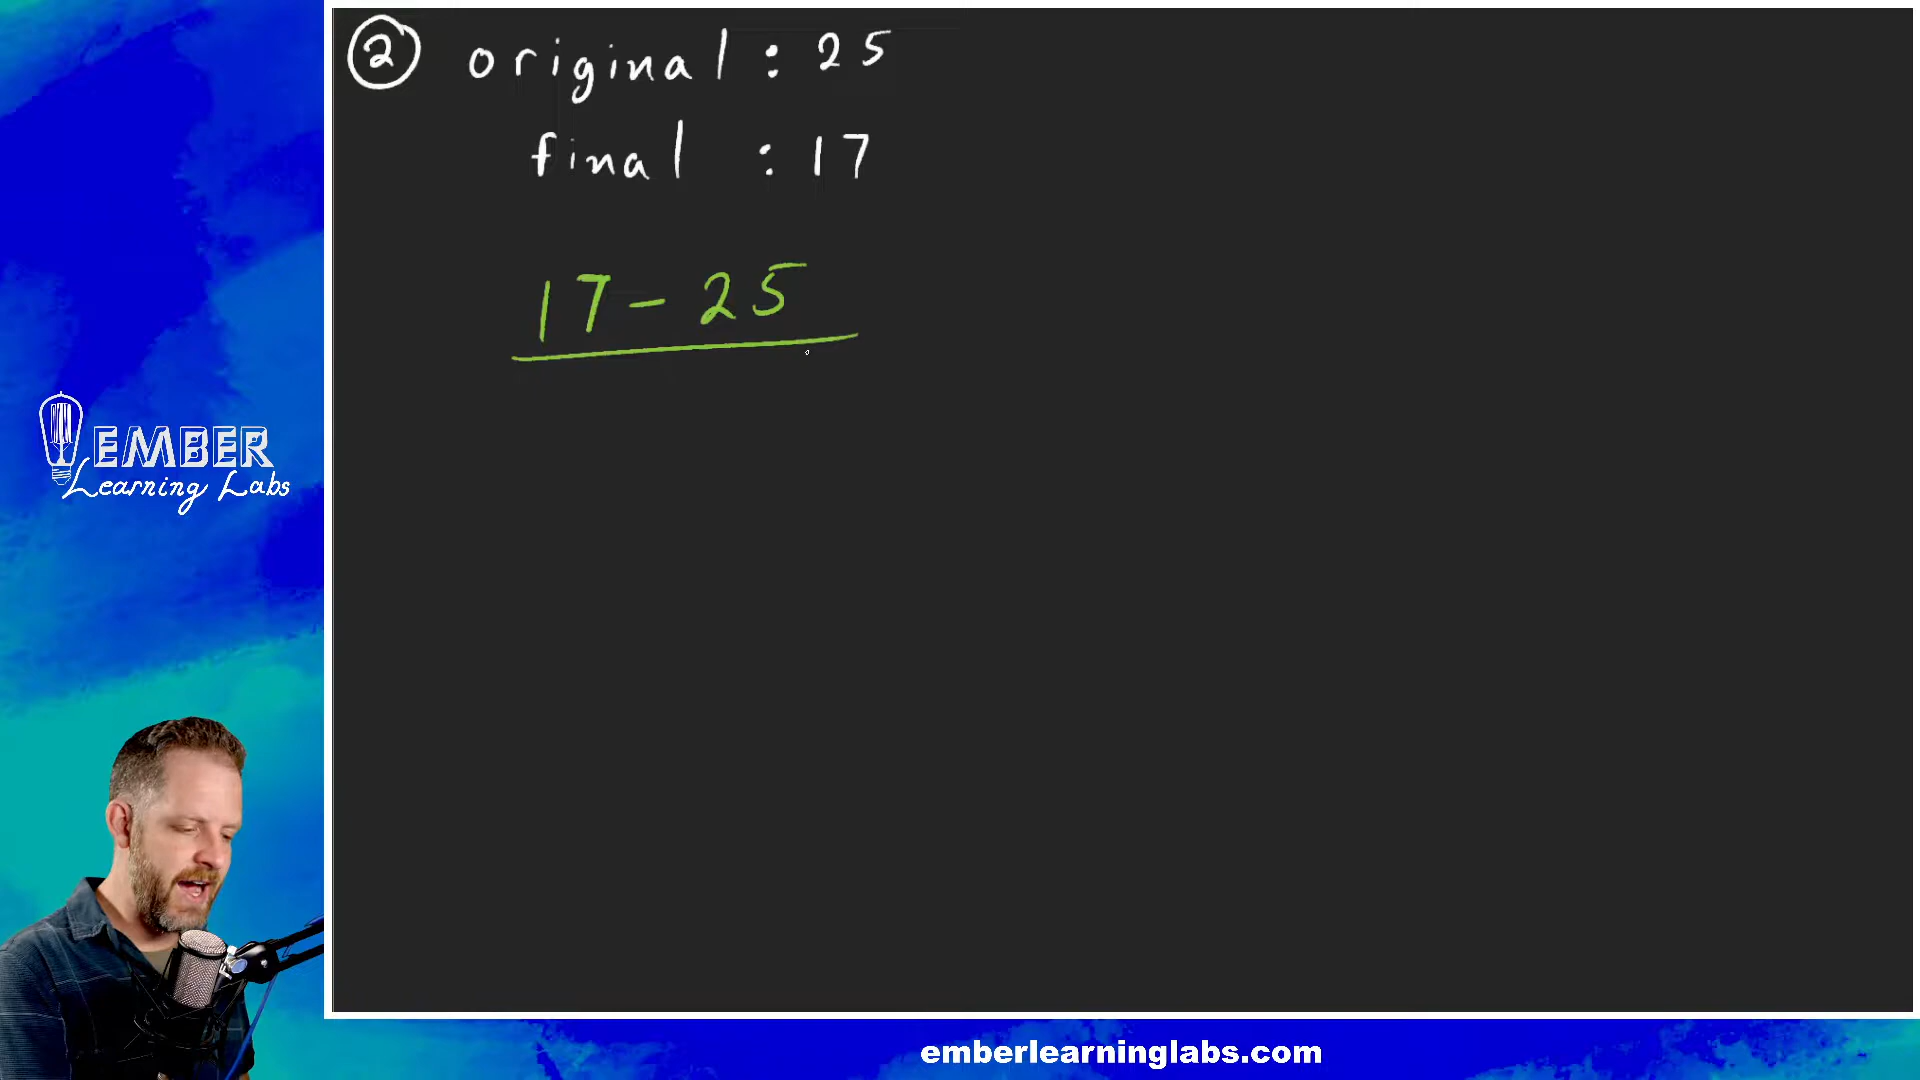 ② original : 25
final : 17
17 - 25
EMBER
Learning Labs
emberlearninglabs.com